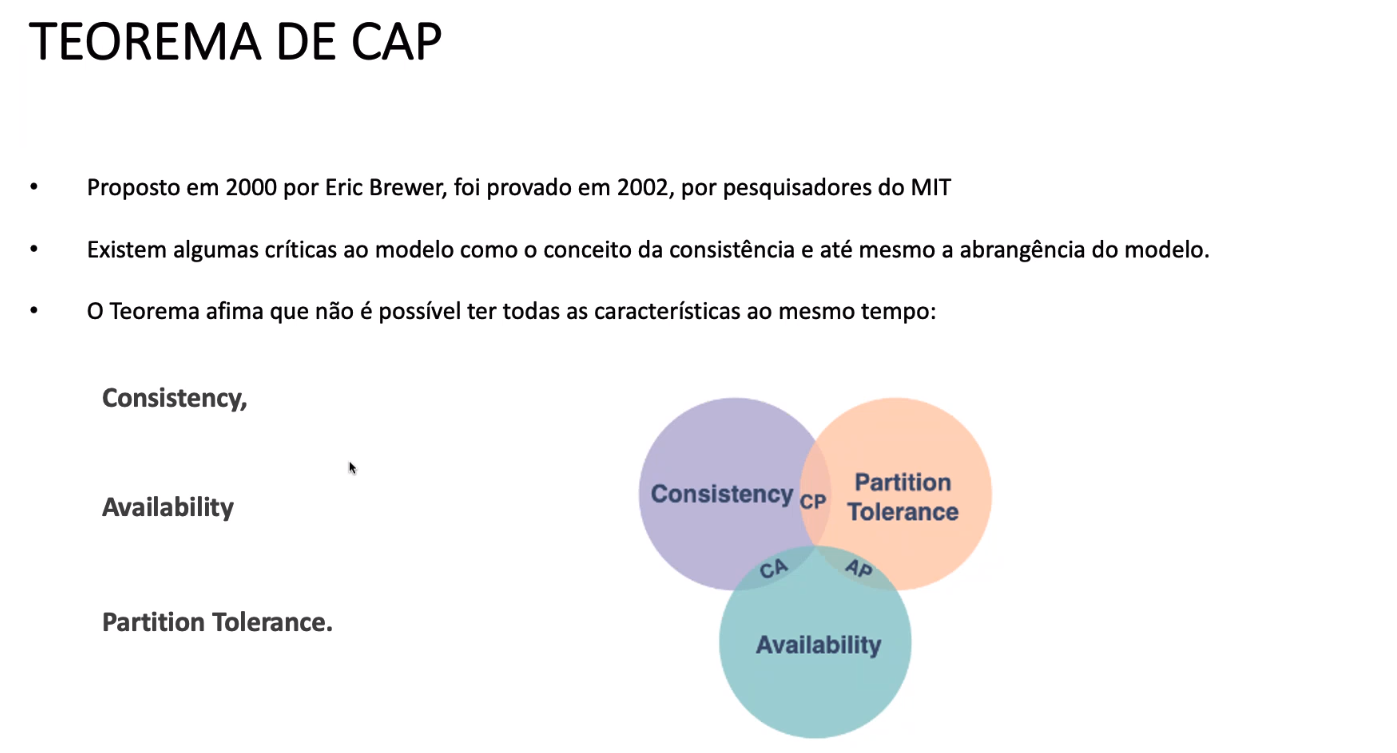 TEOREMA DE CAP
• Proposto em 2000 por Eric Brewer, foi provado em 2002, por pesquisadores do MIT
• Existem algumas críticas ao modelo como o conceito da consistência e até mesmo a abrangência do modelo.
• O Teorema afima que não é possível ter todas as características ao mesmo tempo:
Consistency,
Availability
Partition Tolerance.
Consistency
CP
Partition
Tolerance
CA
AP
Availability